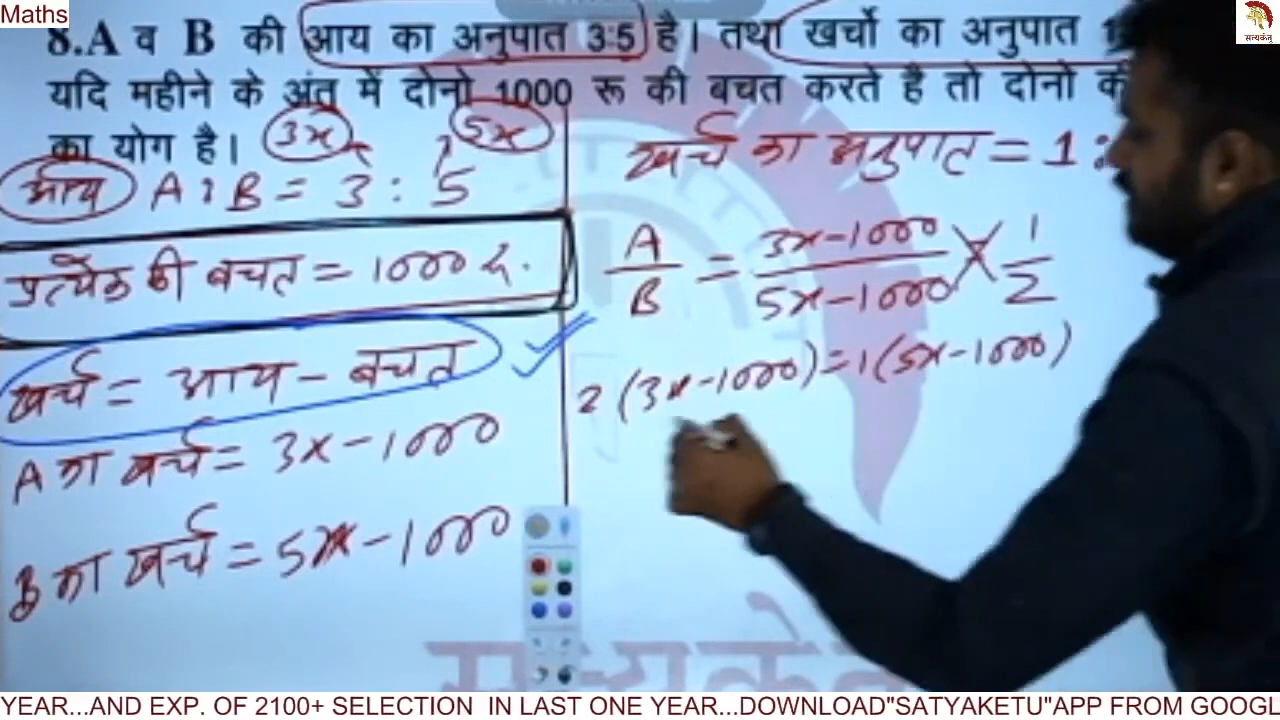 Maths
8.A व B की आय का अनुपात 3:5 है। तथा खर्चो का अनुपात 1
यदि महीने के अंत में दोनो 1000 रू की बचत करते है तो दोनो
का योग है।
3x 5x
आय A : B = 3 : 5
प्रत्येक की बचत = 1000 रु.
खर्च = आय - बचत
A का खर्च = 3x - 1000
B का खर्च = 5x - 1000
खर्च का अनुपात = 1 :
A/B = 3x-1000/5x-1000 1/2
2 (3x-1000) = 1 (5x-1000)
सत्यकेतु
YEAR...AND EXP. OF 2100+ SELECTION IN LAST ONE YEAR...DOWNLOAD"SATYAKETU"APP FROM GOOGL